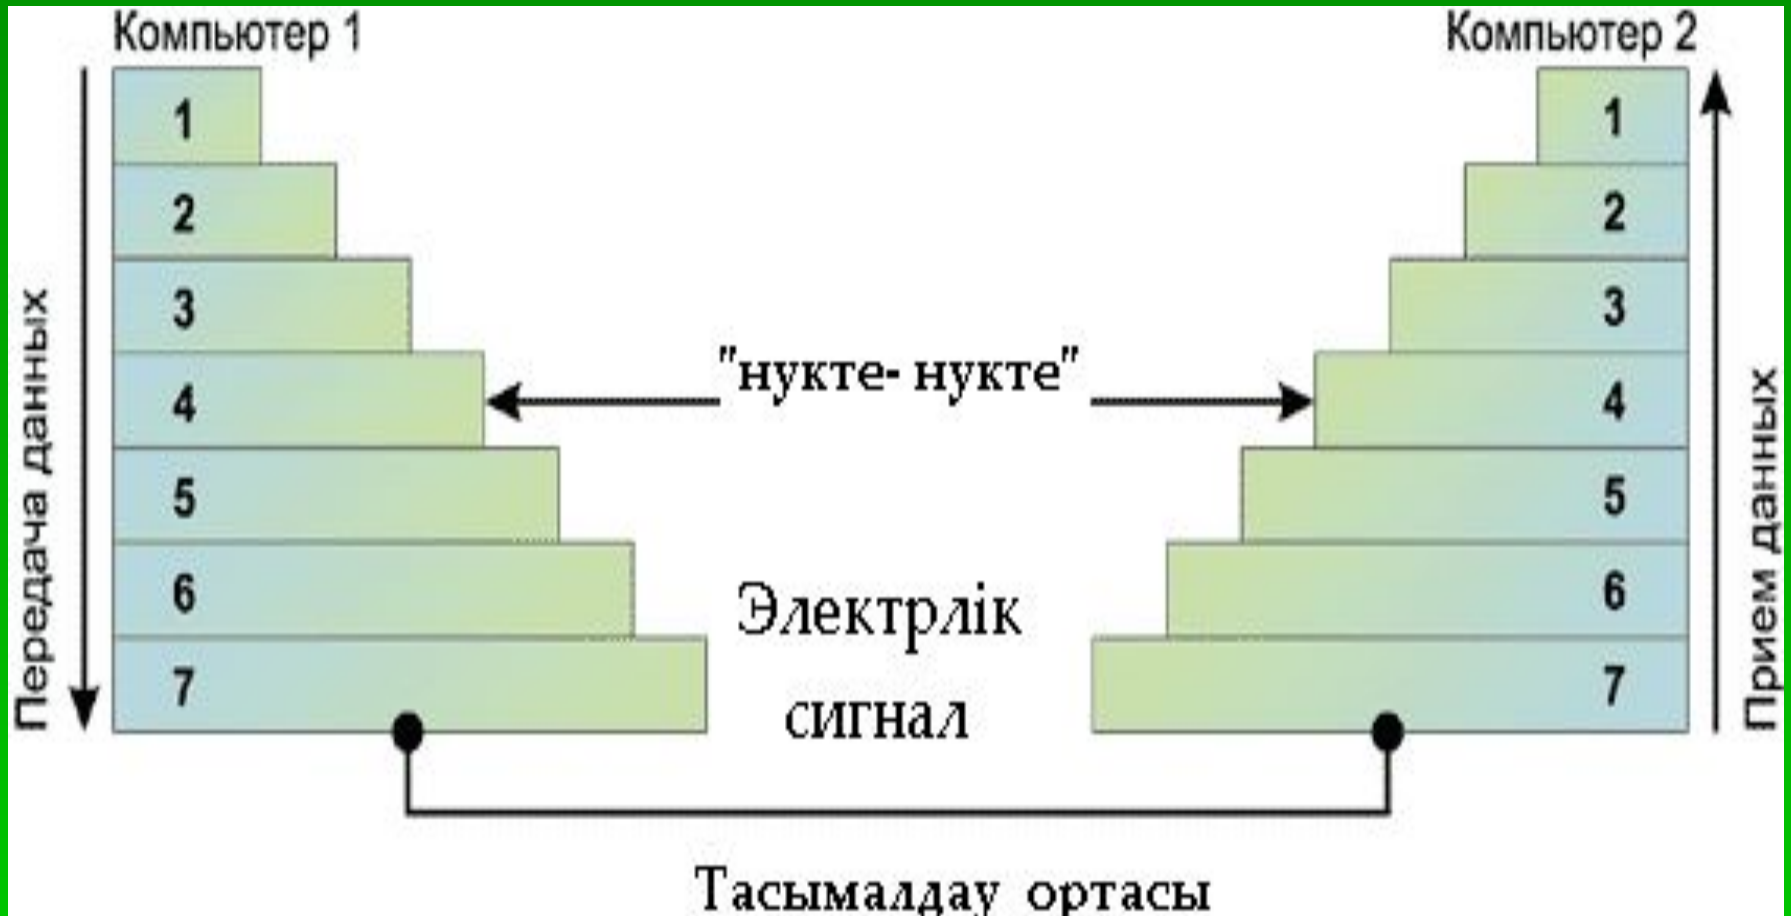 Компьютер 1
Компьютер 2
Передача данных
1
2
3
4
5
6
7
"нукте- нукте"
Электрлік
сигнал
1
2
3
4
5
6
7
Прием данных
Тасымалдау ортасы